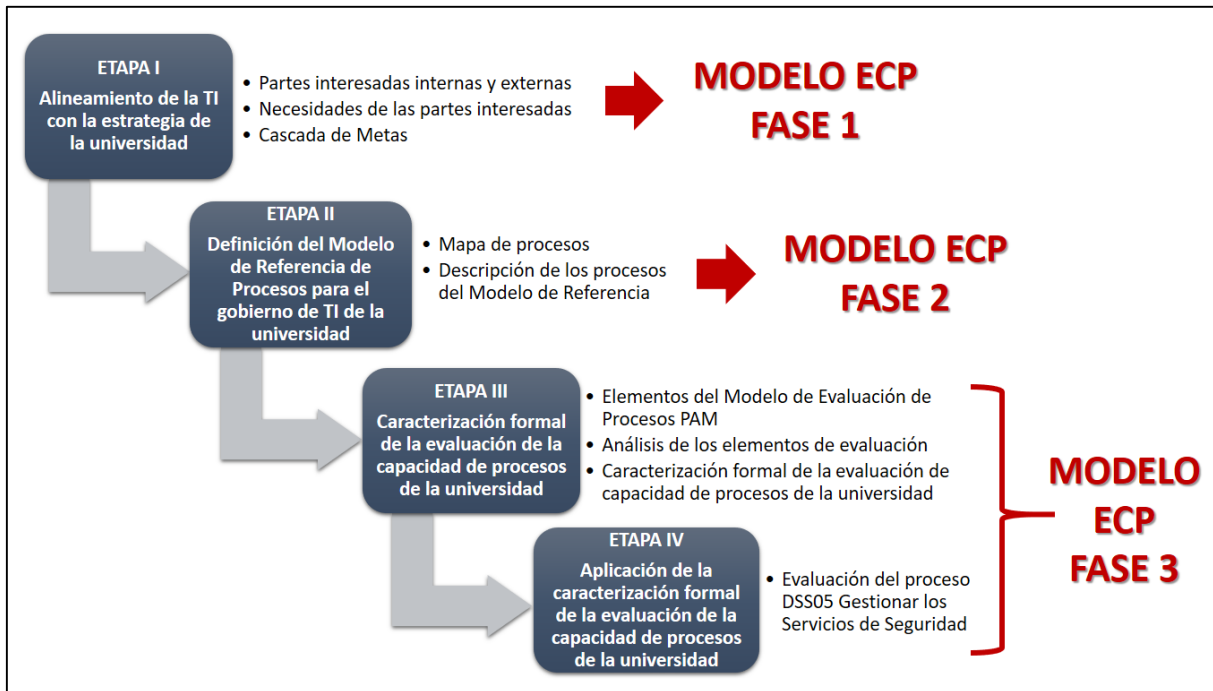 ETAPA I
Alineamiento de la TI
con la estrategia de
la universidad
• Partes interesadas internas y externas
• Necesidades de las partes interesadas
• Cascada de Metas
MODELO ECP
FASE 1
ETAPA II
Definición del Modelo
de Referencia de
Procesos para el
gobierno de TI de la
universidad
• Mapa de procesos
• Descripción de los procesos
del Modelo de Referencia
MODELO ECP
FASE 2
ETAPA III
Caracterización formal
de la evaluación de la
capacidad de procesos
de la universidad
• Elementos del Modelo de Evaluación de
Procesos PAM
• Análisis de los elementos de evaluación
• Caracterización formal de la evaluación de
capacidad de procesos de la universidad
ETAPA IV
Aplicación de la
caracterización formal
de la evaluación de la
capacidad de procesos
de la universidad
• Evaluación del proceso
DSS05 Gestionar los
Servicios de Seguridad
MODELO
ECP
FASE 3